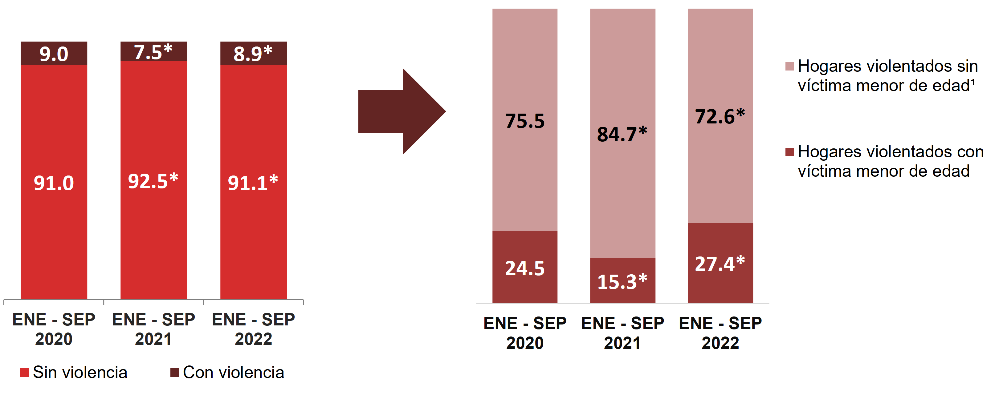 9.0
7.5*
8.9*
91.0
92.5*
91.1*
ENE - SEP
2020
ENE - SEP
2021
ENE - SEP
2022
Sin violencia
Con violencia
75.5
84.7*
72.6*
24.5
15.3*
27.4*
ENE - SEP
2020
ENE - SEP
2021
ENE - SEP
2022
Hogares violentados sin
víctima menor de edad¹
Hogares violentados con
víctima menor de edad